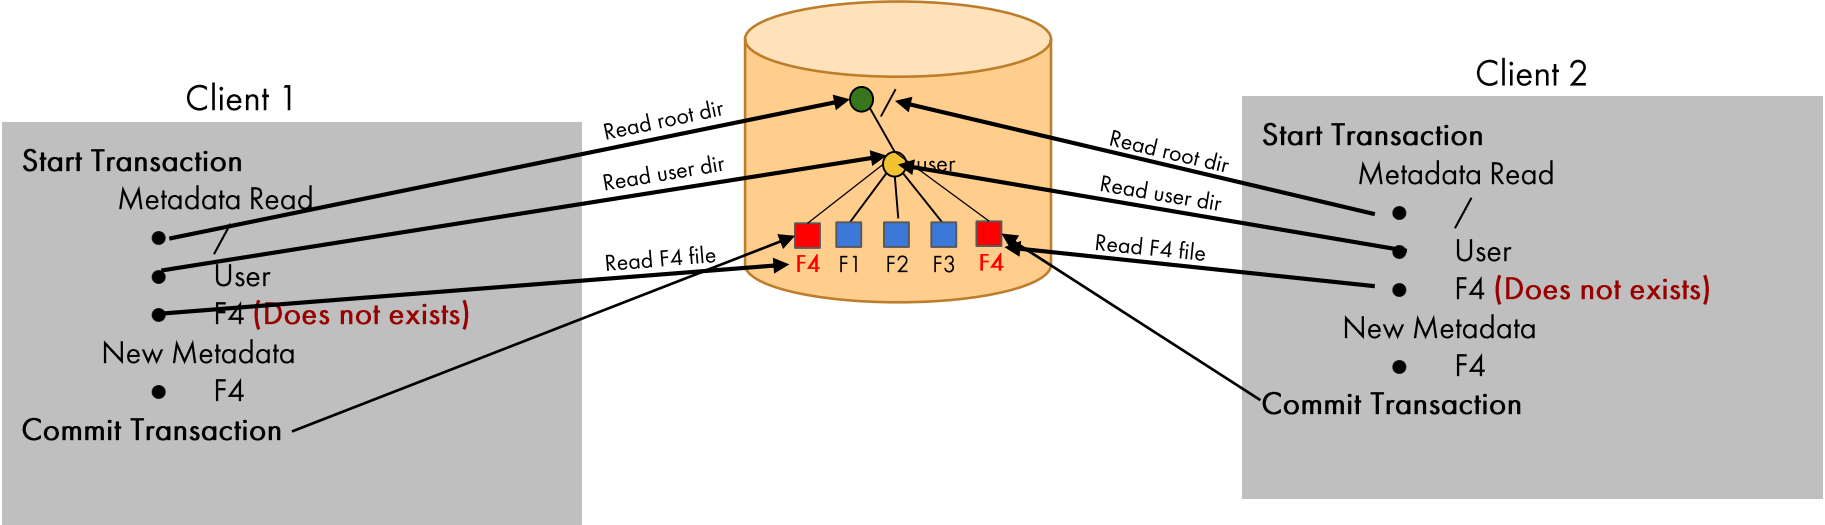 Client 1
Start Transaction
Metadata Read
/
User
F4 (Does not exists)
New Metadata
F4
Commit Transaction
Read root dir
Read user dir
Read F4 file
/
user
F4 F1 F2 F3 F4
Read root dir
Read user dir
Read F4 file
Client 2
Start Transaction
Metadata Read
/
User
F4 (Does not exists)
New Metadata
F4
Commit Transaction